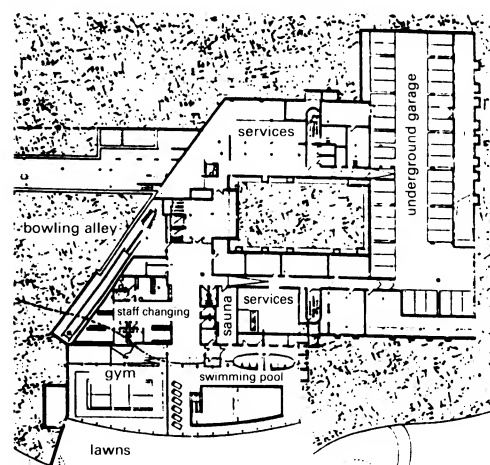 services
underground garage
bowling alley
staff changing
sauna
services
gym
swimming pool
lawns